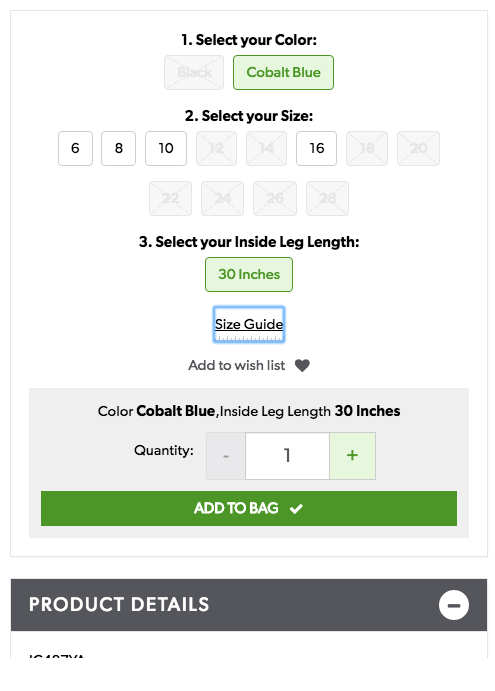 1. Select your Color:
Black Cobalt Blue
2. Select your Size:
6 8 10 12 14 16 18 20
22 24 26 28
3. Select your Inside Leg Length:
30 Inches
Size Guide
Add to wish list
Color Cobalt Blue,Inside Leg Length 30 Inches
Quantity: - 1 +
ADD TO BAG
PRODUCT DETAILS